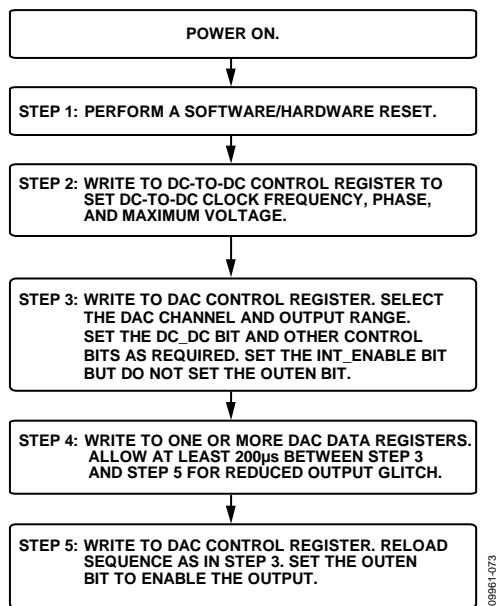 POWER ON.
STEP 1: PERFORM A SOFTWARE/HARDWARE RESET.
STEP 2: WRITE TO DC-TO-DC CONTROL REGISTER TO
SET DC-TO-DC CLOCK FREQUENCY, PHASE,
AND MAXIMUM VOLTAGE.
STEP 3: WRITE TO DAC CONTROL REGISTER. SELECT
THE DAC CHANNEL AND OUTPUT RANGE.
SET THE DC_DC BIT AND OTHER CONTROL
BITS AS REQUIRED. SET THE INT_ENABLE BIT
BUT DO NOT SET THE OUTEN BIT.
STEP 4: WRITE TO ONE OR MORE DAC DATA REGISTERS.
ALLOW AT LEAST 200µs BETWEEN STEP 3
AND STEP 5 FOR REDUCED OUTPUT GLITCH.
STEP 5: WRITE TO DAC CONTROL REGISTER. RELOAD
SEQUENCE AS IN STEP 3. SET THE OUTEN
BIT TO ENABLE THE OUTPUT.
09961-073